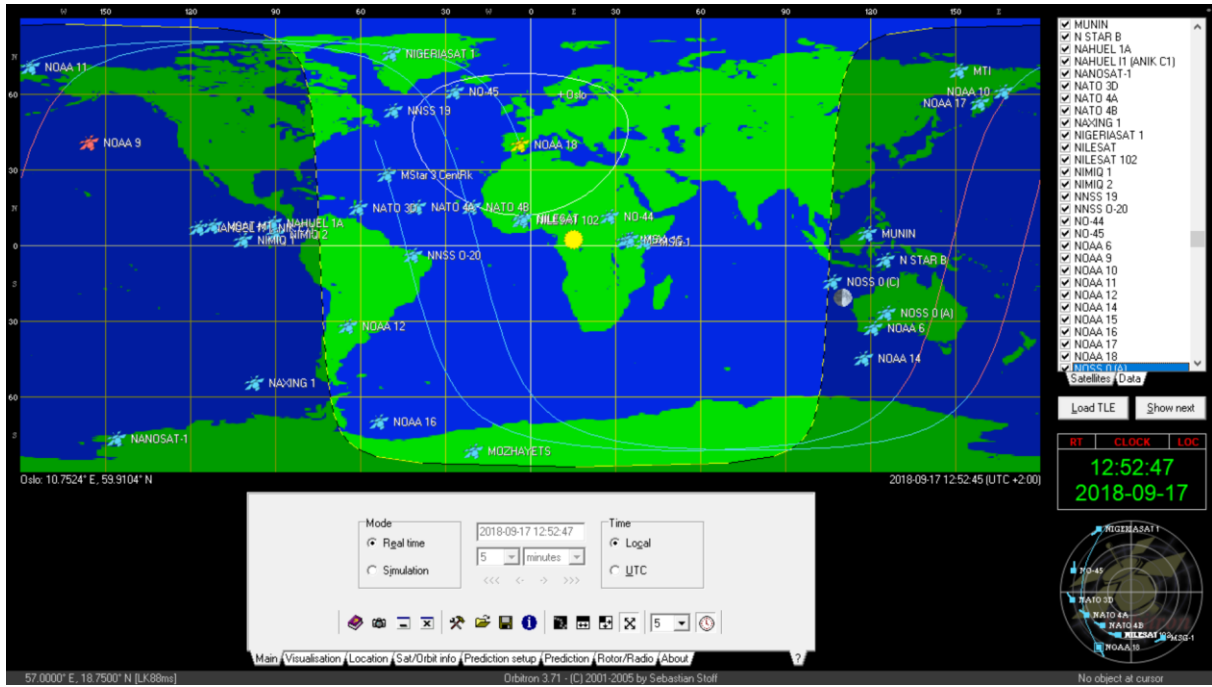 W 150 120 90 60 30 W I E 30 60 90 120 150 E
N
60
30
N
0
S
30
60
S
NOAA 11
NIGERIASAT 1
NO-45
+ Oslo
MTI
NOAA 10
NOAA 17
NNSS 19
NOAA 9
NOAA 18
MStar 3 CentRk
NATO 3D
NATO 4A
NATO 4B
NILESAT 102
NO-44
NAHUEL 1A
NIMIQ 1
NIMIQ 2
MSG-1
MUNIN
NNSS O-20
N STAR B
NOSS 0 (C)
NOSS 0 (A)
NOAA 12
NOAA 6
NOAA 14
NAXING 1
NOAA 16
NANOSAT-1
MOZHAYETS
Oslo: 10.7524° E, 59.9104° N
2018-09-17 12:52:45 (UTC +2:00)
MUNIN
N STAR B
NAHUEL 1A
NAHUEL I1 (ANIK C1)
NANOSAT-1
NATO 3D
NATO 4A
NATO 4B
NAXING 1
NIGERIASAT 1
NILESAT
NILESAT 102
NIMIQ 1
NIMIQ 2
NNSS 19
NNSS O-20
NO-44
NO-45
NOAA 6
NOAA 9
NOAA 10
NOAA 11
NOAA 12
NOAA 14
NOAA 15
NOAA 16
NOAA 17
NOAA 18
NOSS 0 (A)
Satellites Data
Load TLE Show next
RT CLOCK LOC
12:52:47
2018-09-17
NIGERIASAT 1
NO-45
NATO 3D
NATO 4A
NATO 4B
NILESAT 102
MSG-1
NOAA 18
Mode
Real time
Simulation
2018-09-17 12:52:47
5 minutes
<<< <- -> >>>
Time
Local
UTC
5
Main Visualisation Location Sat/Orbit info Prediction setup Prediction Rotor/Radio About ?
57.0000° E, 18.7500° N [LK88ms]
Orbitron 3.71 - (C) 2001-2005 by Sebastian Stoff
No object at cursor